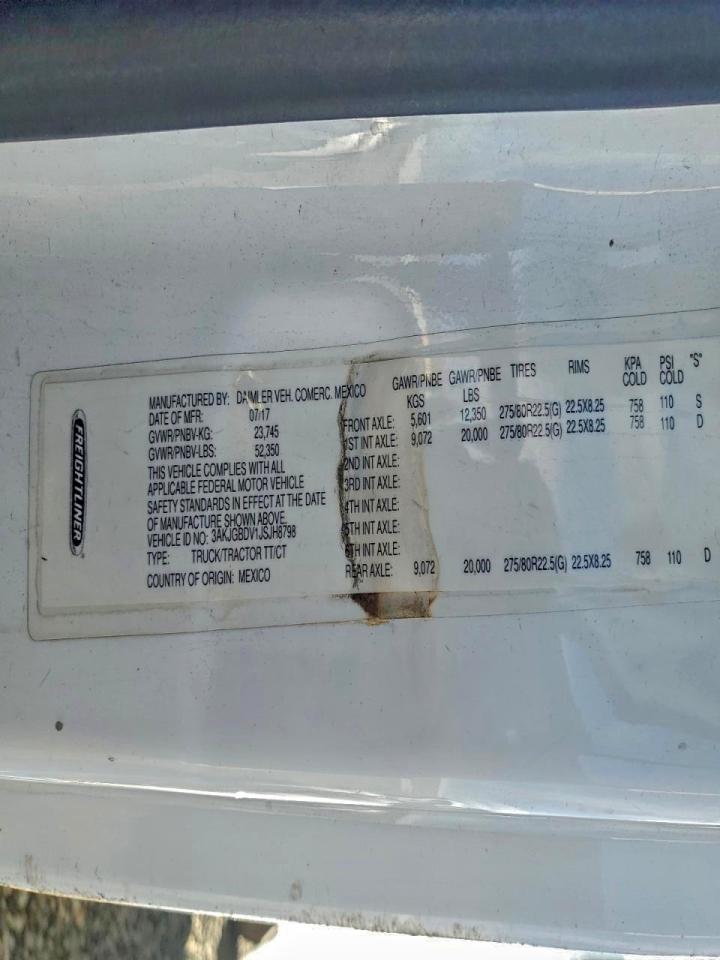 FREIGHTLINER
MANUFACTURED BY: DAIMLER VEH. COMERC. MEXICO
DATE OF MFR: 07/17
GVWR/PNBV-KG: 23,745
GVWR/PNBV-LBS: 52,350
THIS VEHICLE COMPLIES WITH ALL
APPLICABLE FEDERAL MOTOR VEHICLE
SAFETY STANDARDS IN EFFECT AT THE DATE
OF MANUFACTURE SHOWN ABOVE.
VEHICLE ID NO: 3AKJGBDV1JSJH8798
TYPE: TRUCK/TRACTOR TT/CT
COUNTRY OF ORIGIN: MEXICO
GAWR/PNBE GAWR/PNBE TIRES RIMS KPA PSI "S"
KGS LBS COLD COLD
FRONT AXLE: 5,601 12,350 275/80R22.5(G) 22.5X8.25 758 110 S
1ST INT AXLE: 9,072 20,000 275/80R22.5(G) 22.5X8.25 758 110 D
2ND INT AXLE:
3RD INT AXLE:
4TH INT AXLE:
5TH INT AXLE:
6TH INT AXLE:
REAR AXLE: 9,072 20,000 275/80R22.5(G) 22.5X8.25 758 110 D